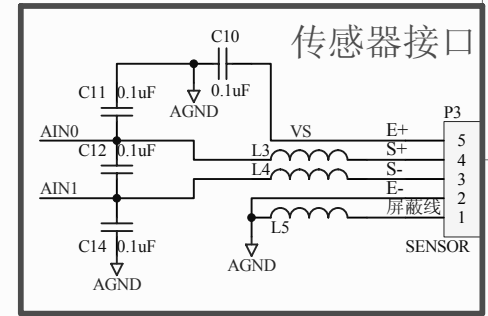 传感器接口
C10
0.1uF
AGND
C11 0.1uF
P3
AIN0
VS
E+
5
C12 0.1uF
L3
S+
4
L4
S-
3
AIN1
E-
2
屏蔽线
1
L5
C14 0.1uF
SENSOR
AGND
AGND